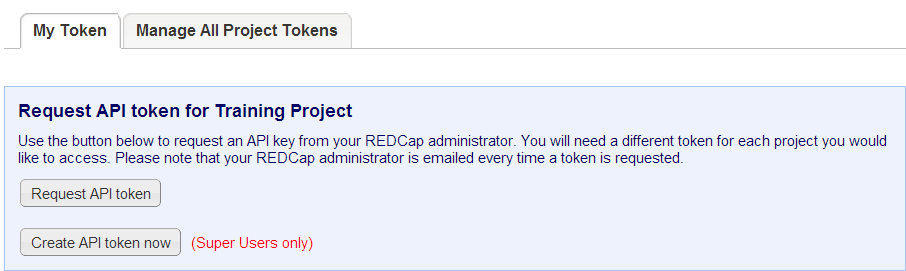 My Token
Manage All Project Tokens
Request API token for Training Project
Use the button below to request an API key from your REDCap administrator. You will need a different token for each project you would
like to access. Please note that your REDCap administrator is emailed every time a token is requested.
Request API token
Create API token now (Super Users only)